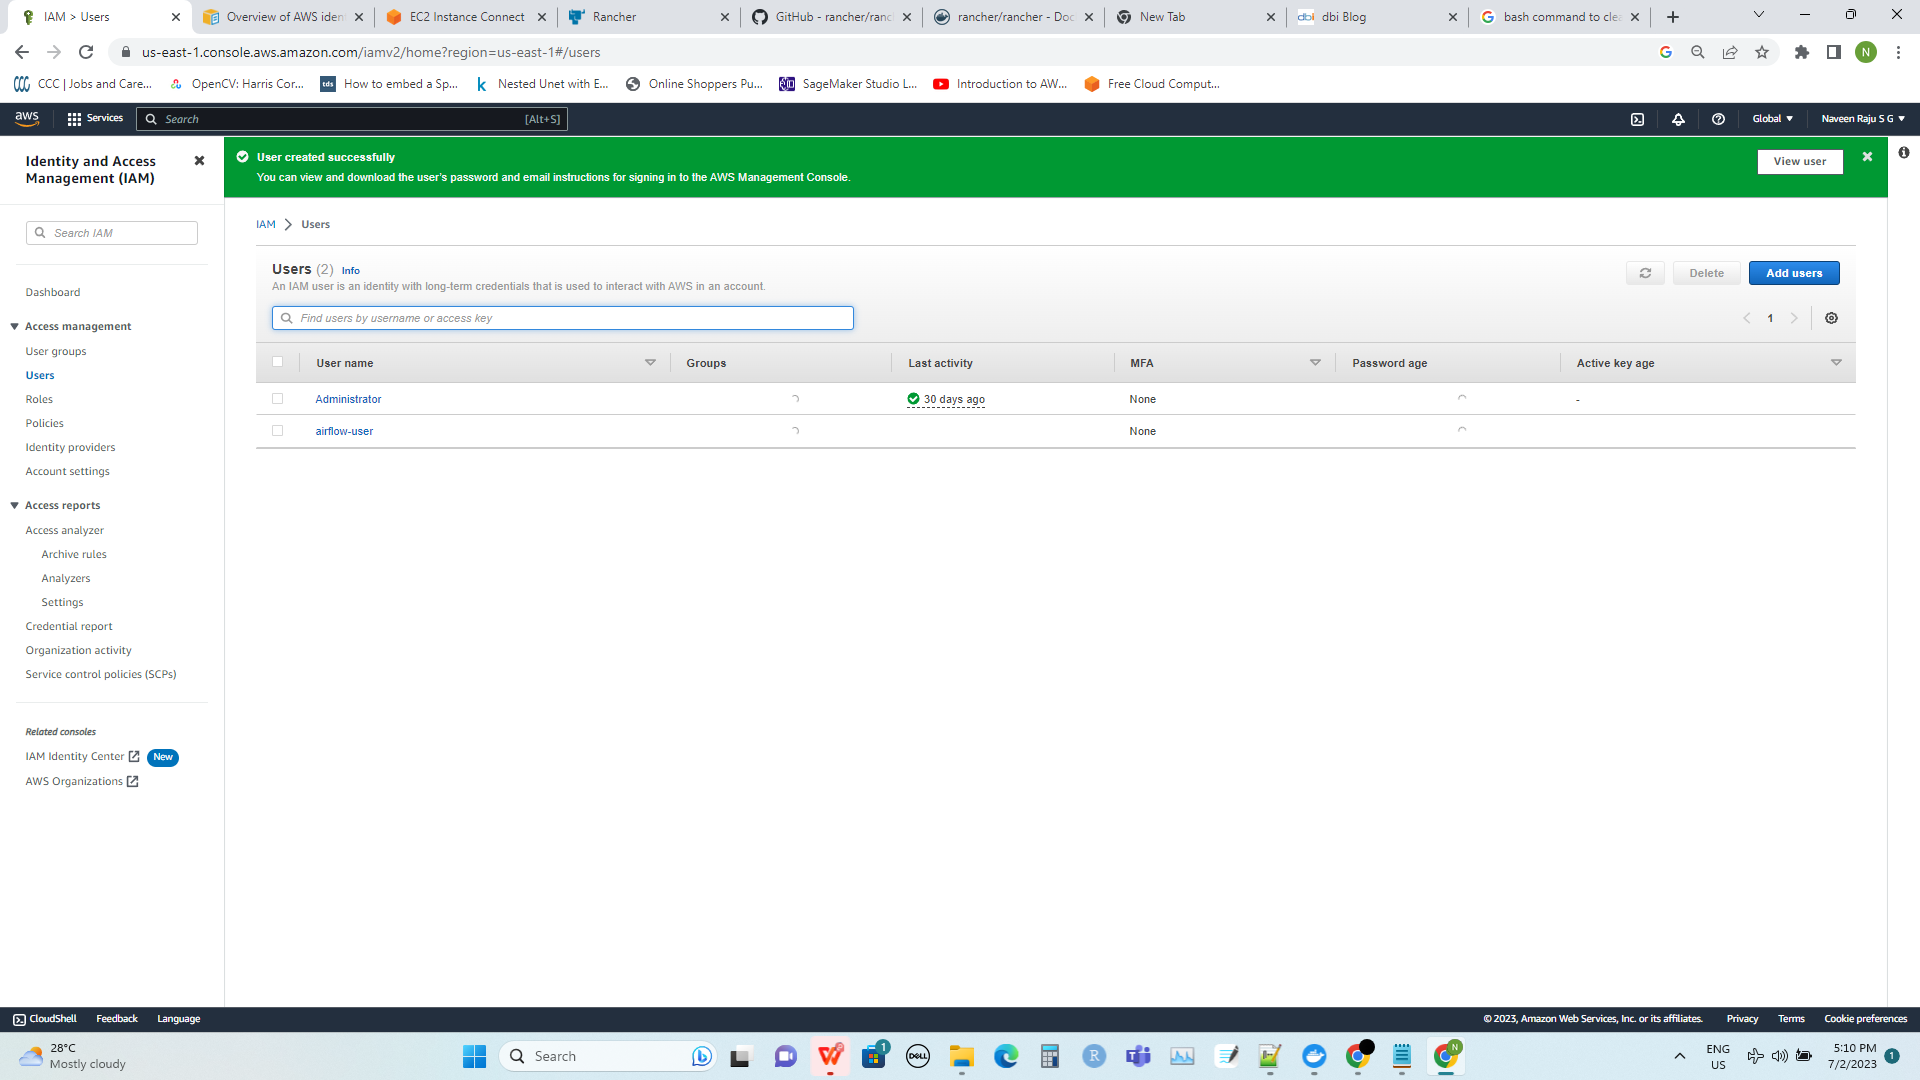 IAM > Users
Overview of AWS iden
EC2 Instance Connect
Rancher
GitHub - rancher/ranc
rancher/rancher - Doc
New Tab
dbi
dbi Blog
bash command to clea
us-east-1.console.aws.amazon.com/iamv2/home?region=us-east-1#/users
N
CCC | Jobs and Care...
OpenCV: Harris Cor...
tds
How to embed a Sp...
k
Nested Unet with E...
Online Shoppers Pu...
SageMaker Studio L...
Introduction to AW...
Free Cloud Comput...
aws
Services
Search
[Alt+S]
Global
Naveen Raju S G
Identity and Access
Management (IAM)
Search IAM
Dashboard
Access management
User groups
Users
Roles
Policies
Identity providers
Account settings
Access reports
Access analyzer
Archive rules
Analyzers
Settings
Credential report
Organization activity
Service control policies (SCPs)
Related consoles
IAM Identity Center
New
AWS Organizations
User created successfully
You can view and download the user's password and email instructions for signing in to the AWS Management Console.
View user
IAM > Users
Users (2) Info
An IAM user is an identity with long-term credentials that is used to interact with AWS in an account.
Delete
Add users
Find users by username or access key
1
User name
Groups
Last activity
MFA
Password age
Active key age
Administrator
30 days ago
None
-
airflow-user
None
CloudShell
Feedback
Language
© 2023, Amazon Web Services, Inc. or its affiliates.
Privacy
Terms
Cookie preferences
28°C
Mostly cloudy
Search
1
DELL
R
N
ENG
US
5:10 PM
7/2/2023
1